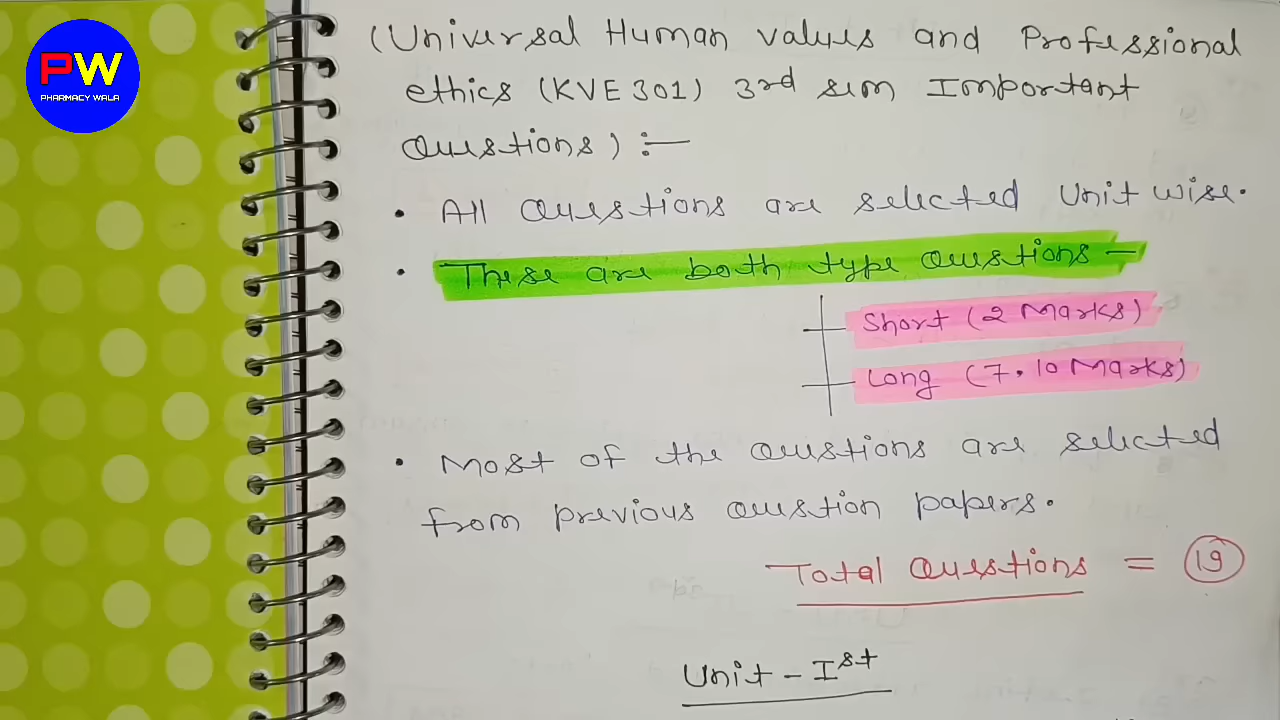 PW
PHARMACY WALA
(Universal Human values and Professional
ethics (KVE 301) 3rd sem Important
Questions) :-
• All Questions are selected Unit wise.
• These are both type Questions -
Short (2 Marks)
Long (7, 10 Marks)
• Most of the Questions are selected
from previous question papers.
Total Questions = 19
Unit - Ist